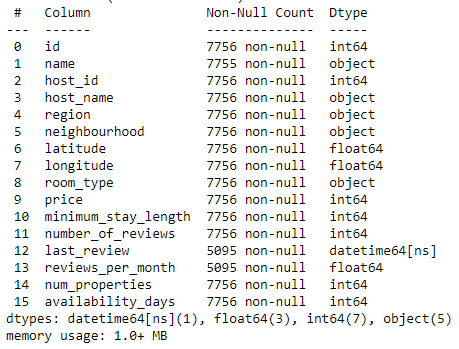 #   Column               Non-Null Count  Dtype
---  ------               --------------  -----
0   id                   7756 non-null   int64
1   name                 7755 non-null   object
2   host_id              7756 non-null   int64
3   host_name            7756 non-null   object
4   region               7756 non-null   object
5   neighbourhood        7756 non-null   object
6   latitude             7756 non-null   float64
7   longitude            7756 non-null   float64
8   room_type            7756 non-null   object
9   price                7756 non-null   int64
10  minimum_stay_length  7756 non-null   int64
11  number_of_reviews    7756 non-null   int64
12  last_review          5095 non-null   datetime64[ns]
13  reviews_per_month    5095 non-null   float64
14  num_properties       7756 non-null   int64
15  availability_days    7756 non-null   int64
dtypes: datetime64[ns](1), float64(3), int64(7), object(5)
memory usage: 1.0+ MB